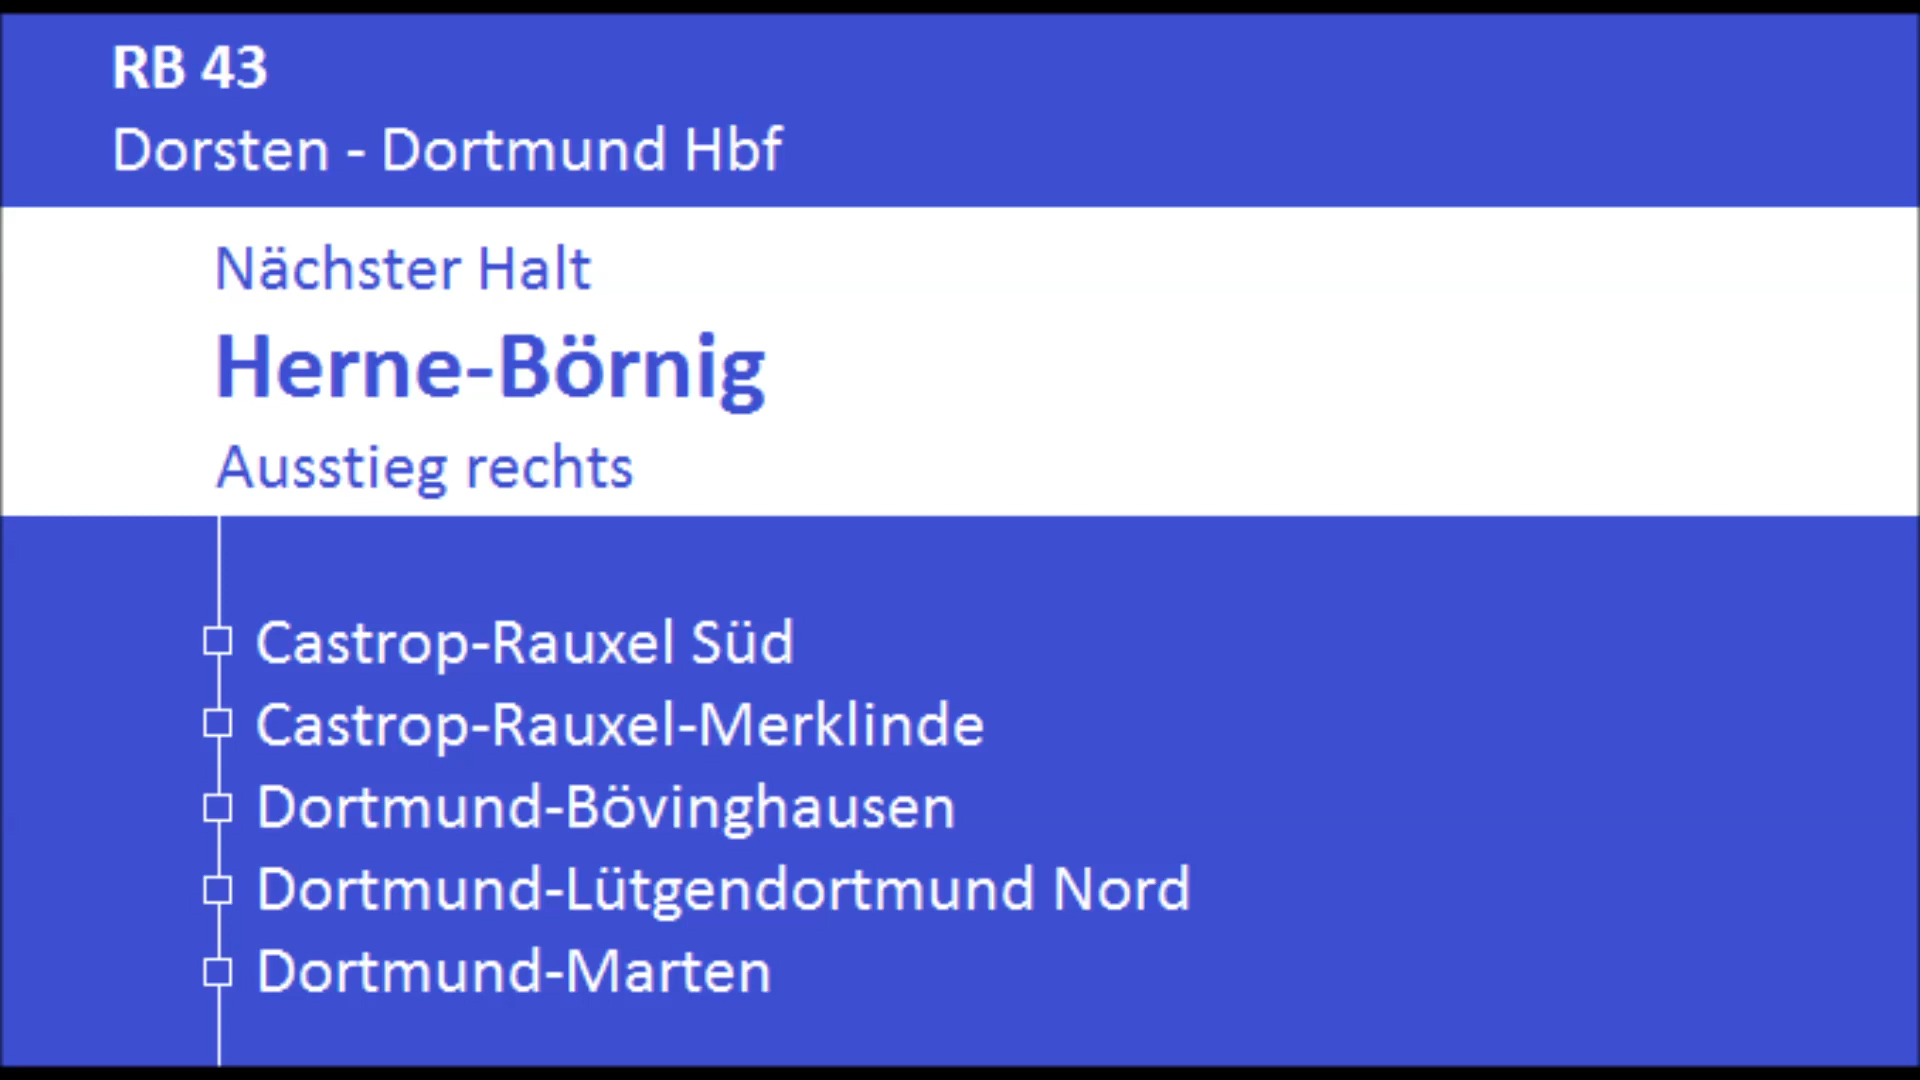 RB 43
Dorsten - Dortmund Hbf
Nächster Halt
Herne-Börnig
Ausstieg rechts
Castrop-Rauxel Süd
Castrop-Rauxel-Merklinde
Dortmund-Bövinghausen
Dortmund-Lütgendortmund Nord
Dortmund-Marten